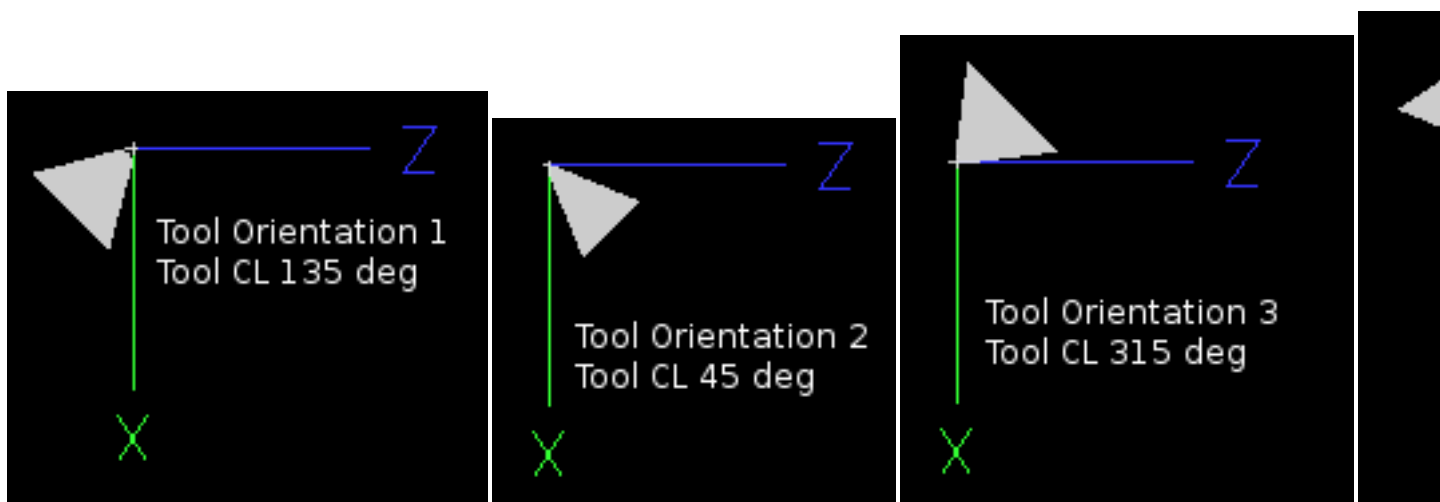 Z
Tool Orientation 1
Tool CL 135 deg
X
Z
Tool Orientation 2
Tool CL 45 deg
X
Z
Tool Orientation 3
Tool CL 315 deg
X